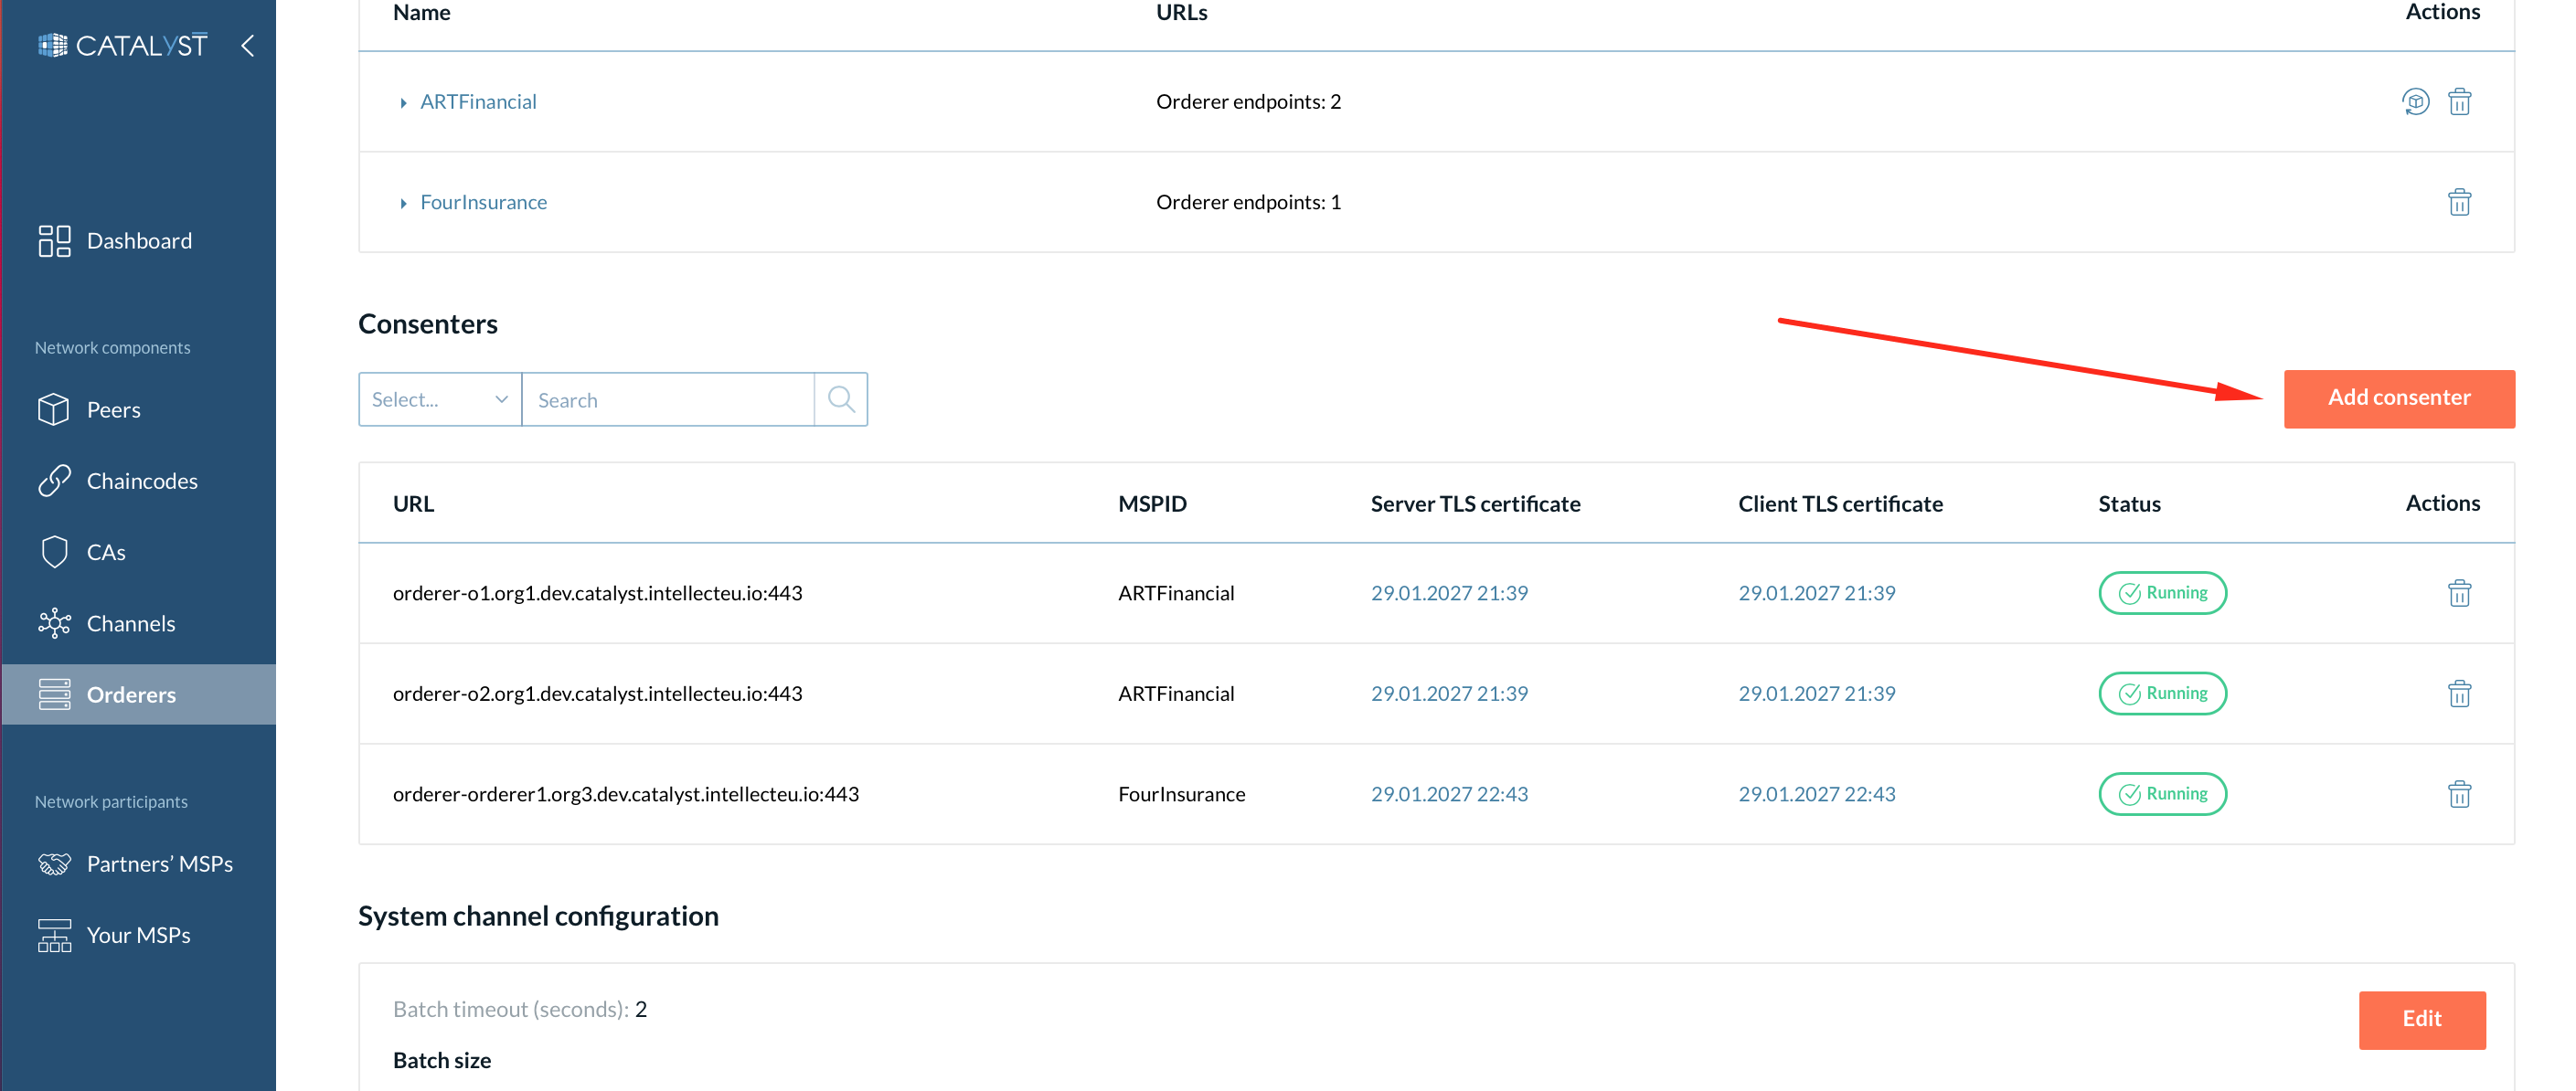 CATALYST
Dashboard
Network components
Peers
Chaincodes
CAs
Channels
Orderers
Network participants
Partners’ MSPs
Your MSPs
Name URLs Actions
ARTFinancial Orderer endpoints: 2
FourInsurance Orderer endpoints: 1
Consenters
Select... Search Add consenter
URL MSPID Server TLS certificate Client TLS certificate Status Actions
orderer-o1.org1.dev.catalyst.intellecteu.io:443 ARTFinancial 29.01.2027 21:39 29.01.2027 21:39 Running
orderer-o2.org1.dev.catalyst.intellecteu.io:443 ARTFinancial 29.01.2027 21:39 29.01.2027 21:39 Running
orderer-orderer1.org3.dev.catalyst.intellecteu.io:443 FourInsurance 29.01.2027 22:43 29.01.2027 22:43 Running
System channel configuration
Batch timeout (seconds): 2 Edit
Batch size